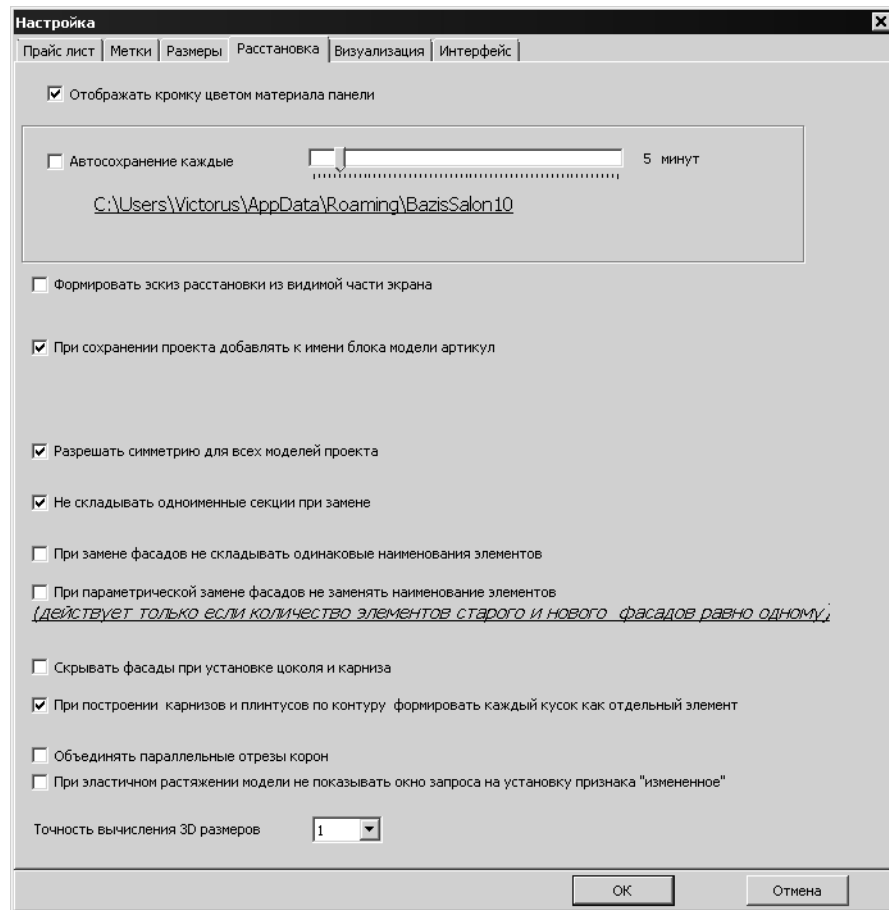 Настройка
Прайс лист Метки Размеры Расстановка Визуализация Интерфейс
Отображать кромку цветом материала панели
Автосохранение каждые 5 минут
C:\Users\Victorus\AppData\Roaming\BazisSalon10
Формировать эскиз расстановки из видимой части экрана
При сохранении проекта добавлять к имени блока модели артикул
Разрешать симметрию для всех моделей проекта
Не складывать одноименные секции при замене
При замене фасадов не складывать одинаковые наименования элементов
При параметрической замене фасадов не заменять наименование элементов
(действует только если количество элементов старого и нового фасадов равно одному)
Скрывать фасады при установке цоколя и карниза
При построении карнизов и плинтусов по контуру формировать каждый кусок как отдельный элемент
Объединять параллельные отрезы корон
При эластичном растяжении модели не показывать окно запроса на установку признака "измененное"
Точность вычисления 3D размеров 1
ОК Отмена